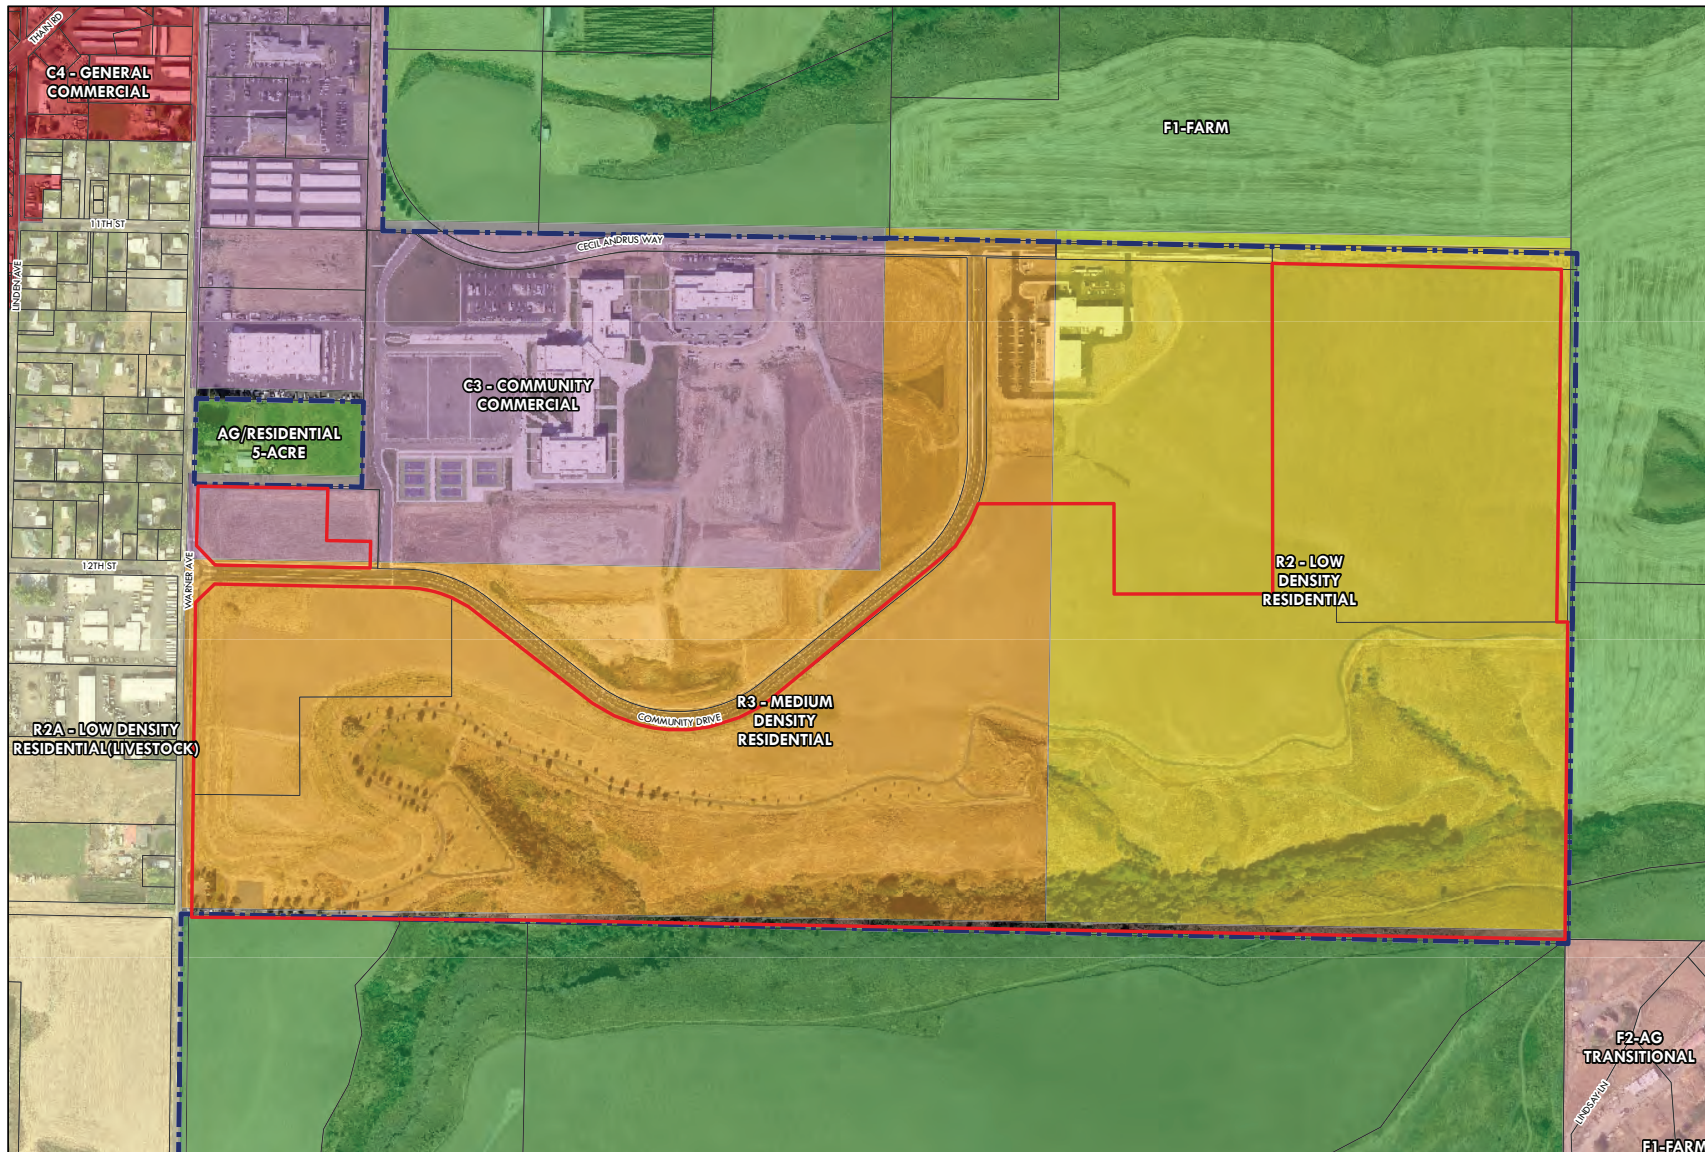 THAIN RD
C4 - GENERAL
COMMERCIAL
F1-FARM
11TH ST
CECIL ANDRUS WAY
LINDEN AVE
C3 - COMMUNITY
COMMERCIAL
AG/RESIDENTIAL
5-ACRE
12TH ST
WARNER AVE
R2 - LOW
DENSITY
RESIDENTIAL
R3 - MEDIUM
DENSITY
RESIDENTIAL
COMMUNITY DRIVE
R2A - LOW DENSITY
RESIDENTIAL(LIVESTOCK)
F2-AG
TRANSITIONAL
LINDSAY LN
F1-FARM